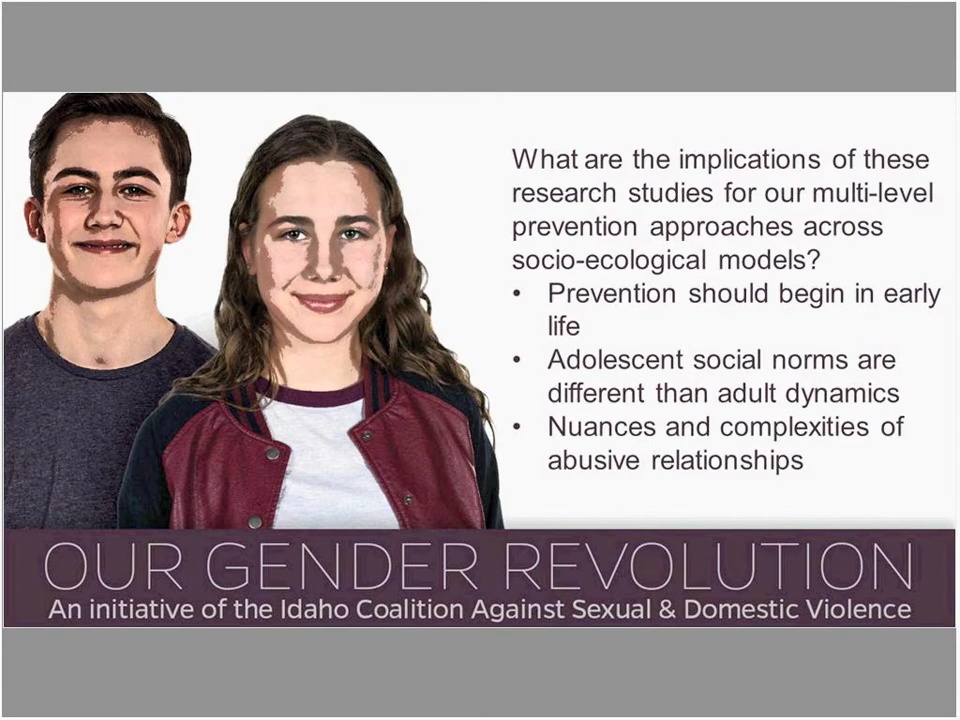 What are the implications of these
research studies for our multi-level
prevention approaches across
socio-ecological models?
• Prevention should begin in early
life
• Adolescent social norms are
different than adult dynamics
• Nuances and complexities of
abusive relationships
OUR GENDER REVOLUTION
An initiative of the Idaho Coalition Against Sexual & Domestic Violence